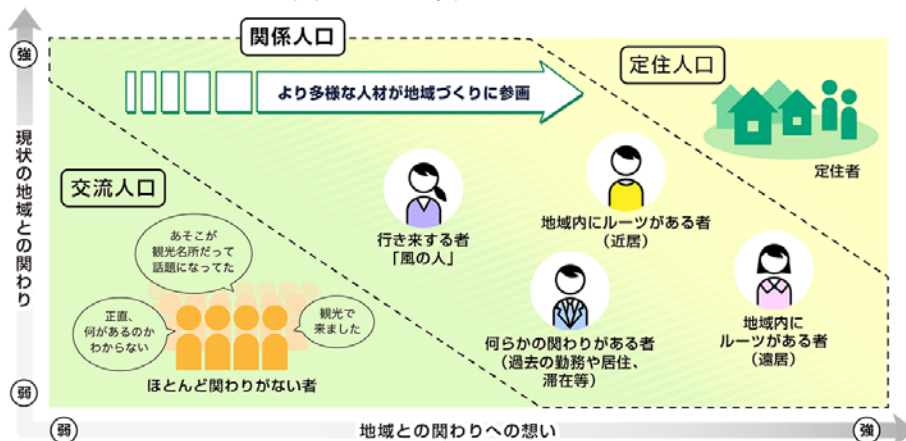 関係人口
強
より多様な人材が地域づくりに参画
定住人口
定住者
現状の地域との関わり
交流人口
あそこが
観光名所だって
話題になってた
正直、
何があるのか
わからない
観光で
来ました
ほとんど関わりがない者
行き来する者
「風の人」
地域内にルーツがある者
(近居)
何らかの関わりがある者
(過去の勤務や居住、
滞在等)
地域内に
ルーツがある者
(遠居)
弱
弱
地域との関わりへの想い
強